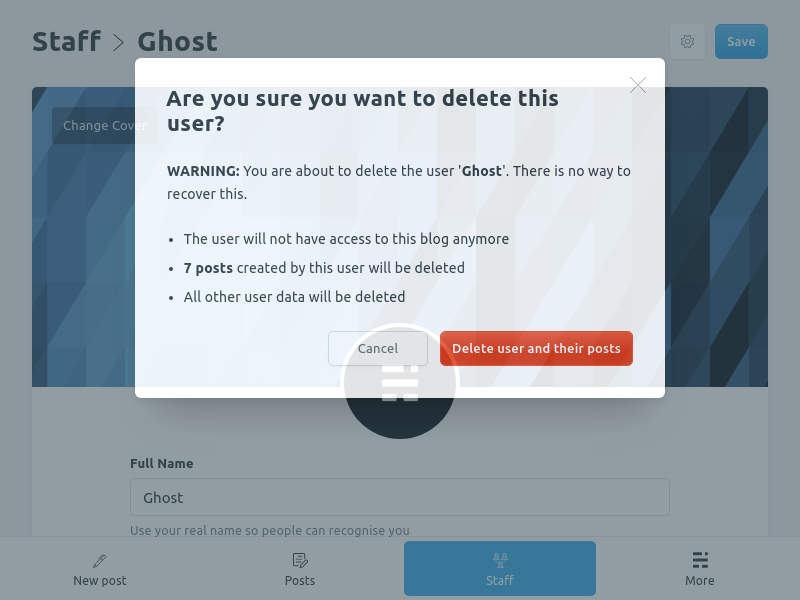 Staff > Ghost
Save
Change Cover
Are you sure you want to delete this
user?
WARNING: You are about to delete the user 'Ghost'. There is no way to
recover this.
• The user will not have access to this blog anymore
• 7 posts created by this user will be deleted
• All other user data will be deleted
Cancel
Delete user and their posts
Full Name
Ghost
Use your real name so people can recognise you
New post
Posts
Staff
More